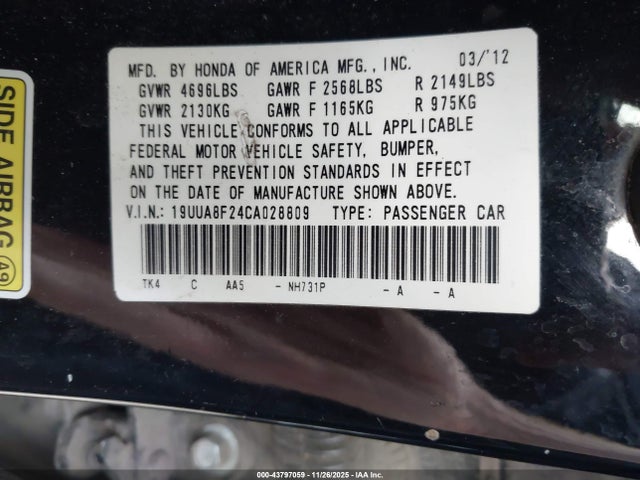 MFD. BY HONDA OF AMERICA MFG., INC. 03/'12
GVWR 4696LBS GAWR F 2568LBS R 2149LBS
GVWR 2130KG GAWR F 1165KG R 975KG
THIS VEHICLE CONFORMS TO ALL APPLICABLE
FEDERAL MOTOR VEHICLE SAFETY, BUMPER,
AND THEFT PREVENTION STANDARDS IN EFFECT
ON THE DATE OF MANUFACTURE SHOWN ABOVE.
V.I.N.: 19UUA8F24CA028809 TYPE: PASSENGER CAR
TK4 C AA5 - NH731P - A - A
SIDE AIRBAG A9
000-43797059 | 11/26/2025 | IAA Inc.